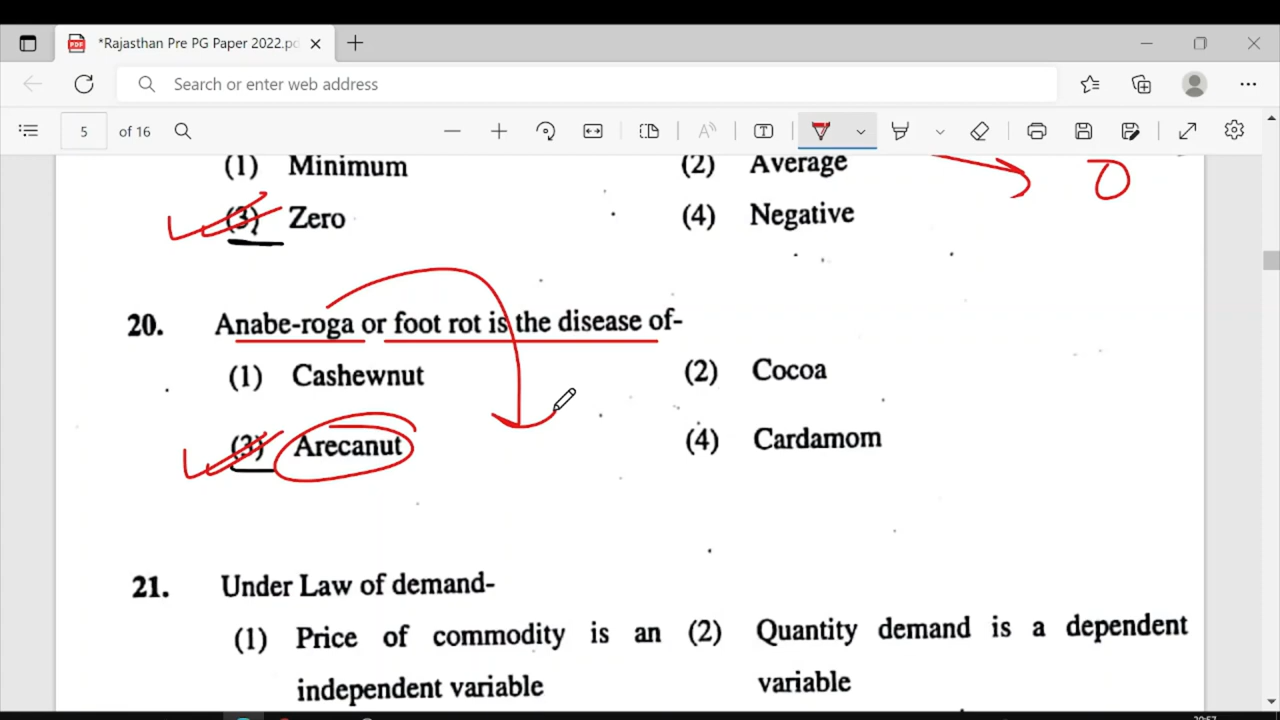 *Rajasthan Pre PG Paper 2022.pd
Search or enter web address
5 of 16
(1) Minimum (2) Average
0
(3) Zero (4) Negative
20. Anabe-roga or foot rot is the disease of-
(1) Cashewnut (2) Cocoa
(3) Arecanut (4) Cardamom
21. Under Law of demand-
(1) Price of commodity is an (2) Quantity demand is a dependent
independent variable variable